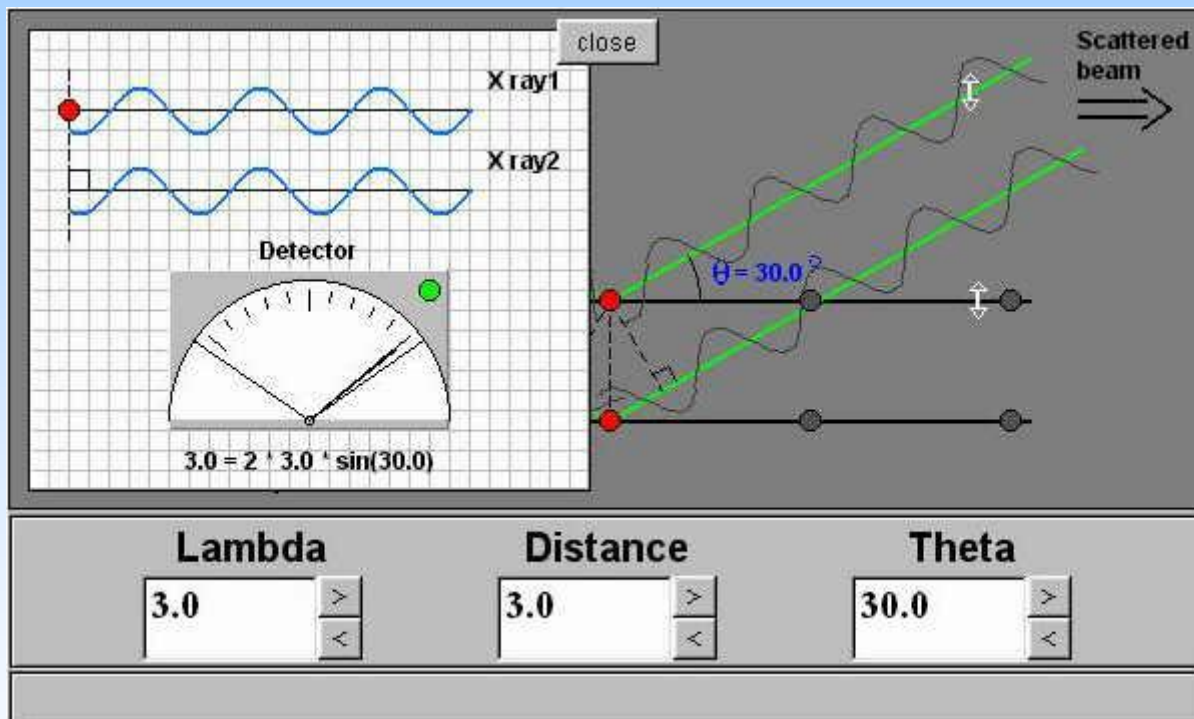 close
X ray1
X ray2
Detector
3.0 = 2 * 3.0 * sin(30.0)
Scattered
beam
θ = 30.0 °
Lambda
Distance
Theta
3.0
>
<
3.0
>
<
30.0
>
<